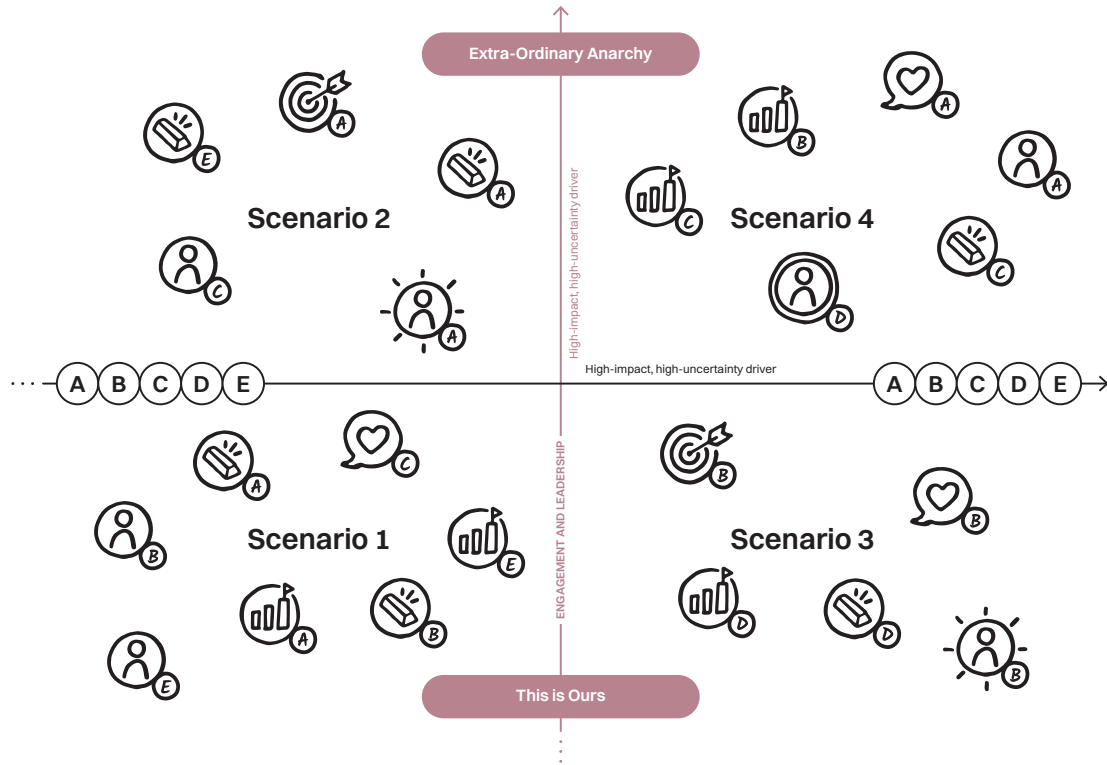 Extra-Ordinary Anarchy
A
B
E
A
A
A
Scenario 2
C
Scenario 4
High-impact, high-uncertainty driver
C
C
A
D
High-impact, high-uncertainty driver
A B C D E
A B C D E
C
A
B
ENGAGEMENT AND LEADERSHIP
B
B
Scenario 1
E
Scenario 3
A
B
D
D
E
B
This is Ours